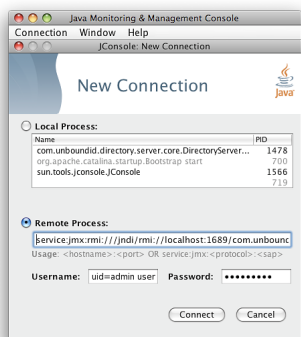 Java Monitoring & Management Console
Connection Window Help
JConsole: New Connection
New Connection
Java
Local Process:
Name PID
com.unboundid.directory.server.core.DirectoryServer... 1478
org.apache.catalina.startup.Bootstrap start 700
sun.tools.jconsole.JConsole 1566
719
Remote Process:
service:jmx:rmi:///jndi/rmi://localhost:1689/com.unbounc
Usage: <hostname>:<port> OR service:jmx:<protocol>:<sap>
Username: uid=admin user Password: •••••••••
Connect Cancel